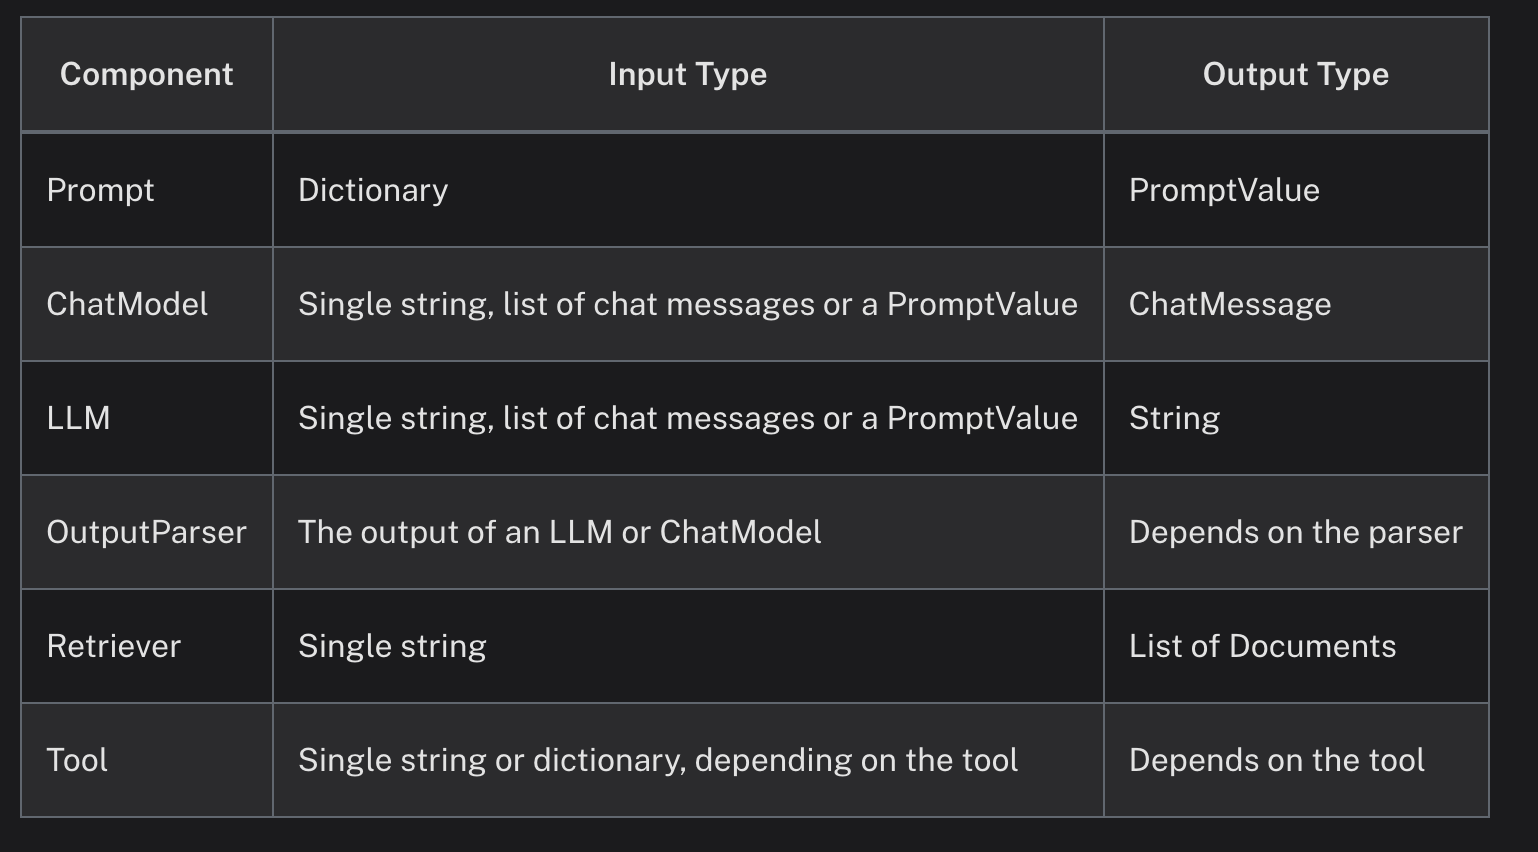 Component Input Type Output Type
Prompt Dictionary PromptValue
ChatModel Single string, list of chat messages or a PromptValue ChatMessage
LLM Single string, list of chat messages or a PromptValue String
OutputParser The output of an LLM or ChatModel Depends on the parser
Retriever Single string List of Documents
Tool Single string or dictionary, depending on the tool Depends on the tool